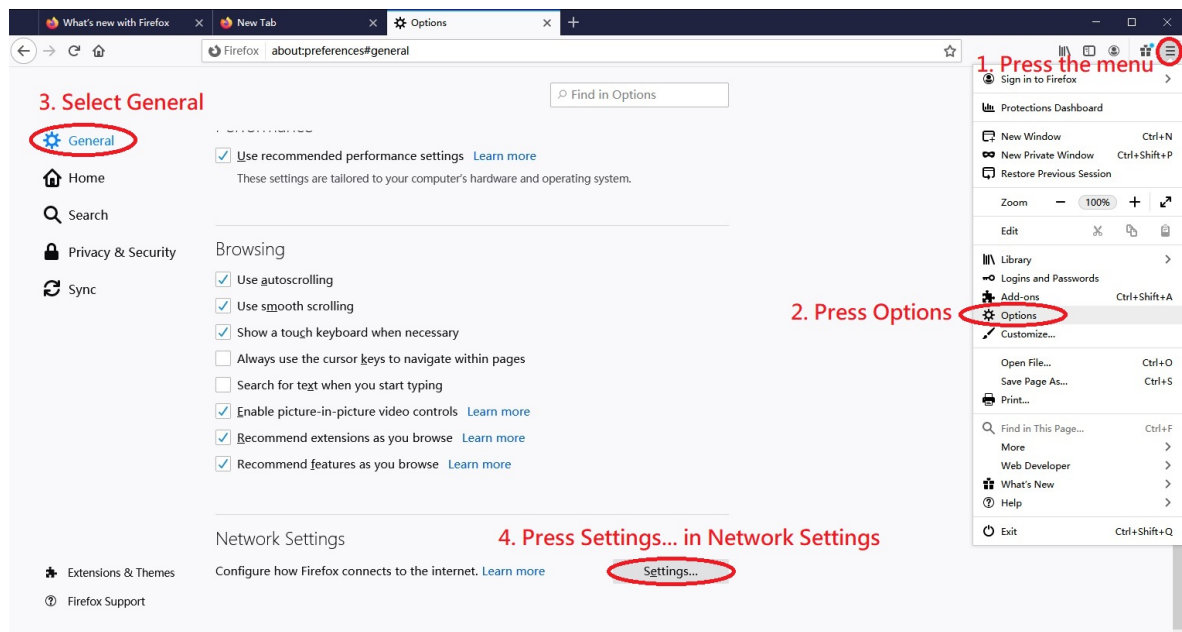 What's new with Firefox
New Tab
Options
Firefox about:preferences#general
1. Press the menu
3. Select General
Find in Options
General
Home
Search
Privacy & Security
Sync
Extensions & Themes
Firefox Support
Performance
Use recommended performance settings Learn more
These settings are tailored to your computer's hardware and operating system.
Browsing
Use autoscrolling
Use smooth scrolling
Show a touch keyboard when necessary
Always use the cursor keys to navigate within pages
Search for text when you start typing
Enable picture-in-picture video controls Learn more
Recommend extensions as you browse Learn more
Recommend features as you browse Learn more
Network Settings
4. Press Settings... in Network Settings
Configure how Firefox connects to the internet. Learn more
Settings...
Sign in to Firefox
Protections Dashboard
New Window Ctrl+N
New Private Window Ctrl+Shift+P
Restore Previous Session
Zoom 100%
Edit
Library
Logins and Passwords
Add-ons Ctrl+Shift+A
2. Press Options
Options
Customize...
Open File... Ctrl+O
Save Page As... Ctrl+S
Print...
Find in This Page... Ctrl+F
More
Web Developer
What's New
Help
Exit Ctrl+Shift+Q